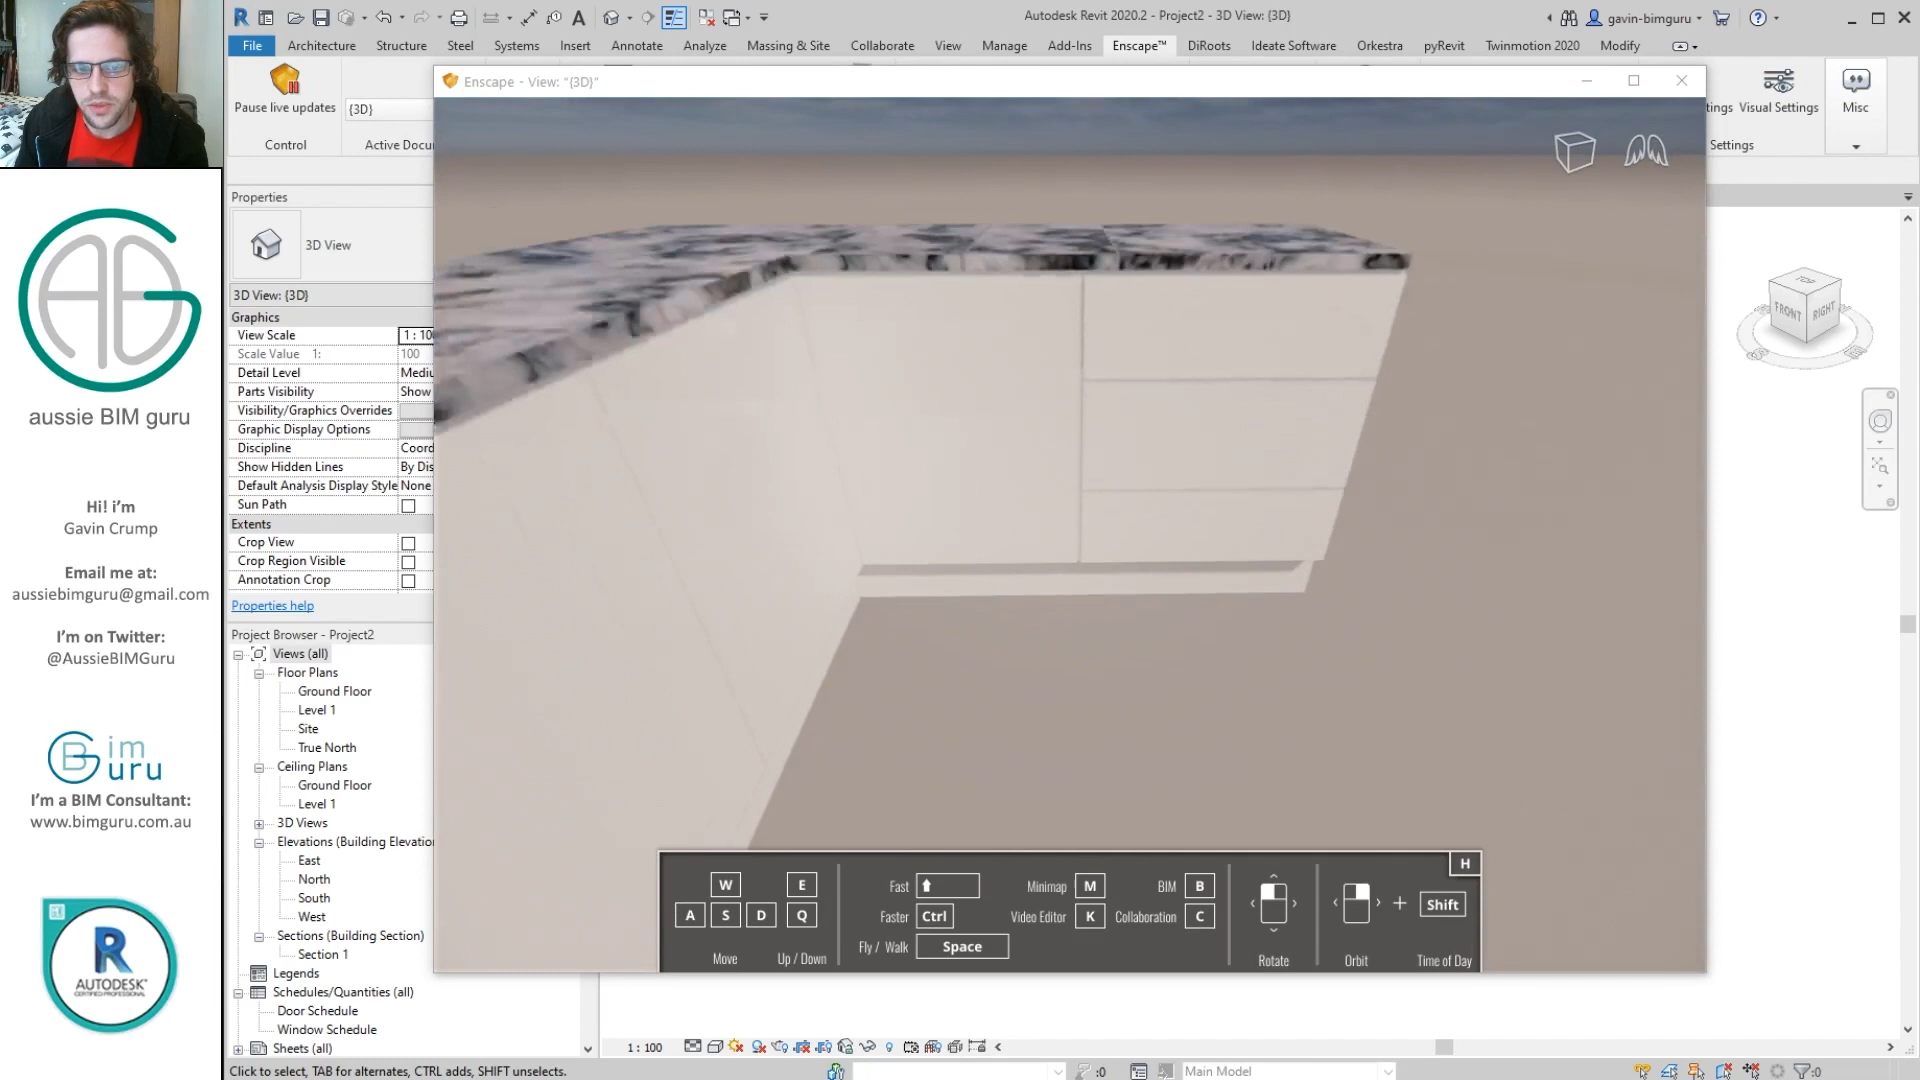 Autodesk Revit 2020.2 - Project2 - 3D View: {3D}
gavin-bimguru
File Architecture Structure Steel Systems Insert Annotate Analyze Massing & Site Collaborate View Manage Add-Ins Enscape™ DiRoots Ideate Software Orkestra pyRevit Twinmotion 2020 Modify
Pause live updates
{3D}
Control
Active Docu
Enscape - View: "{3D}"
tings Visual Settings
Misc
Settings
Properties
3D View
3D View: {3D}
Graphics
View Scale 1 : 10
Scale Value 1: 100
Detail Level Mediu
Parts Visibility Show
Visibility/Graphics Overrides
Graphic Display Options
Discipline Coord
Show Hidden Lines By Dis
Default Analysis Display Style None
Sun Path
Extents
Crop View
Crop Region Visible
Annotation Crop
Properties help
Project Browser - Project2
Views (all)
Floor Plans
Ground Floor
Level 1
Site
True North
Ceiling Plans
Ground Floor
Level 1
3D Views
Elevations (Building Elevatio
East
North
South
West
Sections (Building Section)
Section 1
Legends
Schedules/Quantities (all)
Door Schedule
Window Schedule
Sheets (all)
aussie BIM guru
Hi! i'm
Gavin Crump
Email me at:
aussiebimguru@gmail.com
I'm on Twitter:
@AussieBIMGuru
Bim
Guru
I'm a BIM Consultant:
www.bimguru.com.au
R
AUTODESK
CERTIFIED PROFESSIONAL
TOP
FRONT RIGHT
H
W E
A S D Q
Move Up / Down
Fast
Faster Ctrl
Fly / Walk Space
Minimap M BIM B
Video Editor K Collaboration C
Rotate
Orbit
+ Shift
Time of Day
1 : 100
Click to select, TAB for alternates, CTRL adds, SHIFT unselects.
:0
Main Model
:0